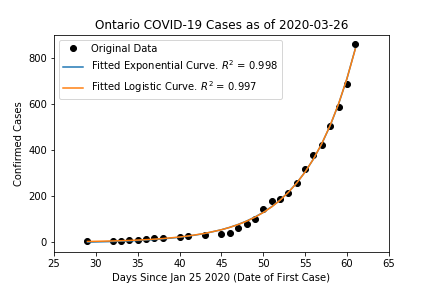 Ontario COVID-19 Cases as of 2020-03-26
Original Data
Fitted Exponential Curve. R² = 0.998
Fitted Logistic Curve. R² = 0.997
800
600
400
200
0
Confirmed Cases
25 30 35 40 45 50 55 60 65
Days Since Jan 25 2020 (Date of First Case)